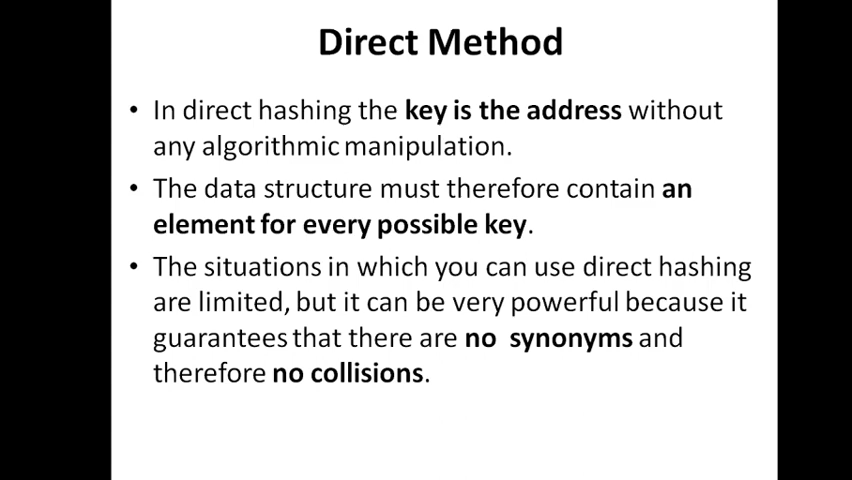 Direct Method
• In direct hashing the key is the address without
any algorithmic manipulation.
• The data structure must therefore contain an
element for every possible key.
• The situations in which you can use direct hashing
are limited, but it can be very powerful because it
guarantees that there are no synonyms and
therefore no collisions.